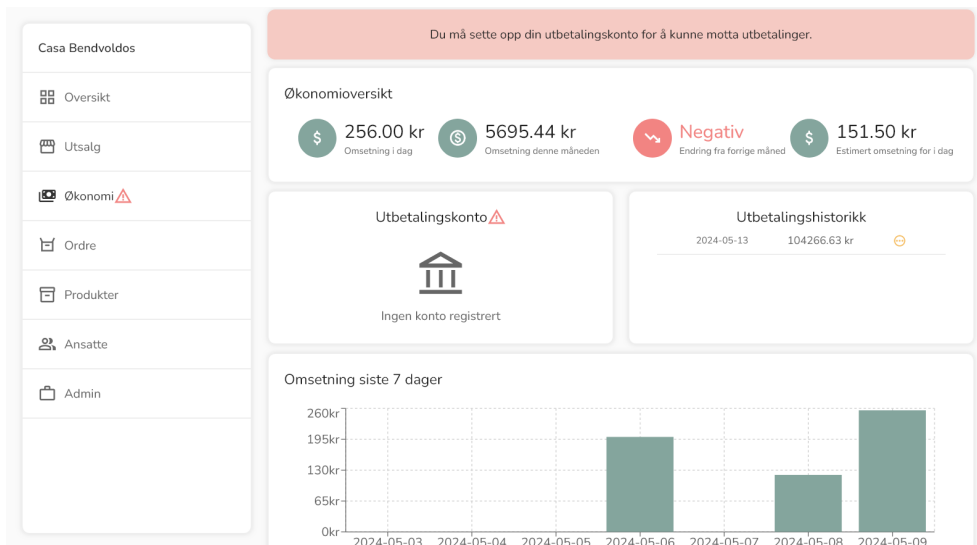 Casa Bendvoldos
Oversikt
Utsalg
Økonomi
Ordre
Produkter
Ansatte
Admin
Du må sette opp din utbetalingskonto for å kunne motta utbetalinger.
Økonomioversikt
256.00 kr
Omsetning i dag
5695.44 kr
Omsetning denne måneden
Negativ
Endring fra forrige måned
151.50 kr
Estimert omsetning for i dag
Utbetalingskonto
Ingen konto registrert
Utbetalingshistorikk
2024-05-13 104266.63 kr
Omsetning siste 7 dager
260kr
195kr
130kr
65kr
0kr
2024-05-03 2024-05-04 2024-05-05 2024-05-06 2024-05-07 2024-05-08 2024-05-09